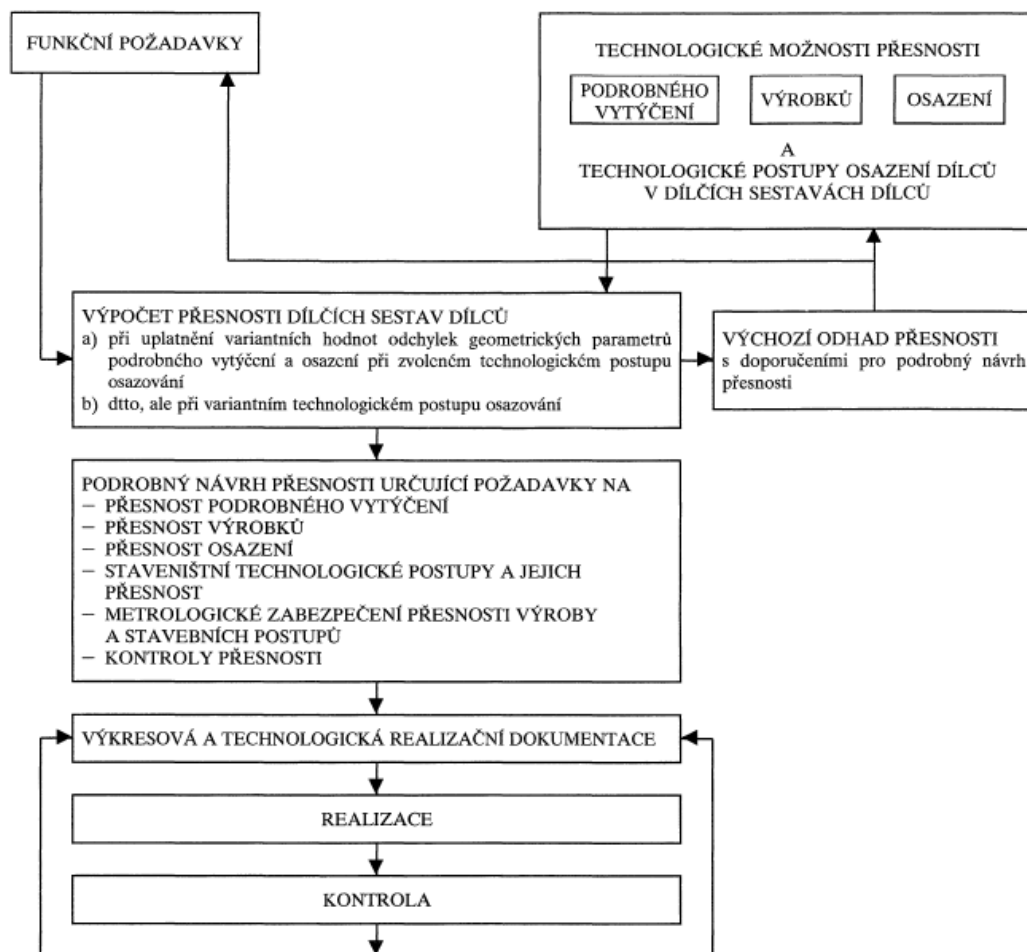 FUNKČNÍ POŽADAVKY
TECHNOLOGICKÉ MOŽNOSTI PŘESNOSTI
PODROBNÉHO
VYTÝČENÍ
VÝROBKŮ
OSAZENÍ
A
TECHNOLOGICKÉ POSTUPY OSAZENÍ DÍLCŮ
V DÍLČÍCH SESTAVÁCH DÍLCŮ
VÝPOČET PŘESNOSTI DÍLČÍCH SESTAV DÍLCŮ
a) při uplatnění variantních hodnot odchylek geometrických parametrů
podrobného vytýčení a osazení při zvoleném technologickém postupu
osazování
b) dtto, ale při variantním technologickém postupu osazování
VÝCHOZÍ ODHAD PŘESNOSTI
s doporučeními pro podrobný návrh
přesnosti
PODROBNÝ NÁVRH PŘESNOSTI URČUJÍCÍ POŽADAVKY NA
– PŘESNOST PODROBNÉHO VYTÝČENÍ
– PŘESNOST VÝROBKŮ
– PŘESNOST OSAZENÍ
– STAVENIŠTNÍ TECHNOLOGICKÉ POSTUPY A JEJICH
PŘESNOST
– METROLOGICKÉ ZABEZPEČENÍ PŘESNOSTI VÝROBY
A STAVEBNÍCH POSTUPŮ
– KONTROLY PŘESNOSTI
VÝKRESOVÁ A TECHNOLOGICKÁ REALIZAČNÍ DOKUMENTACE
REALIZACE
KONTROLA